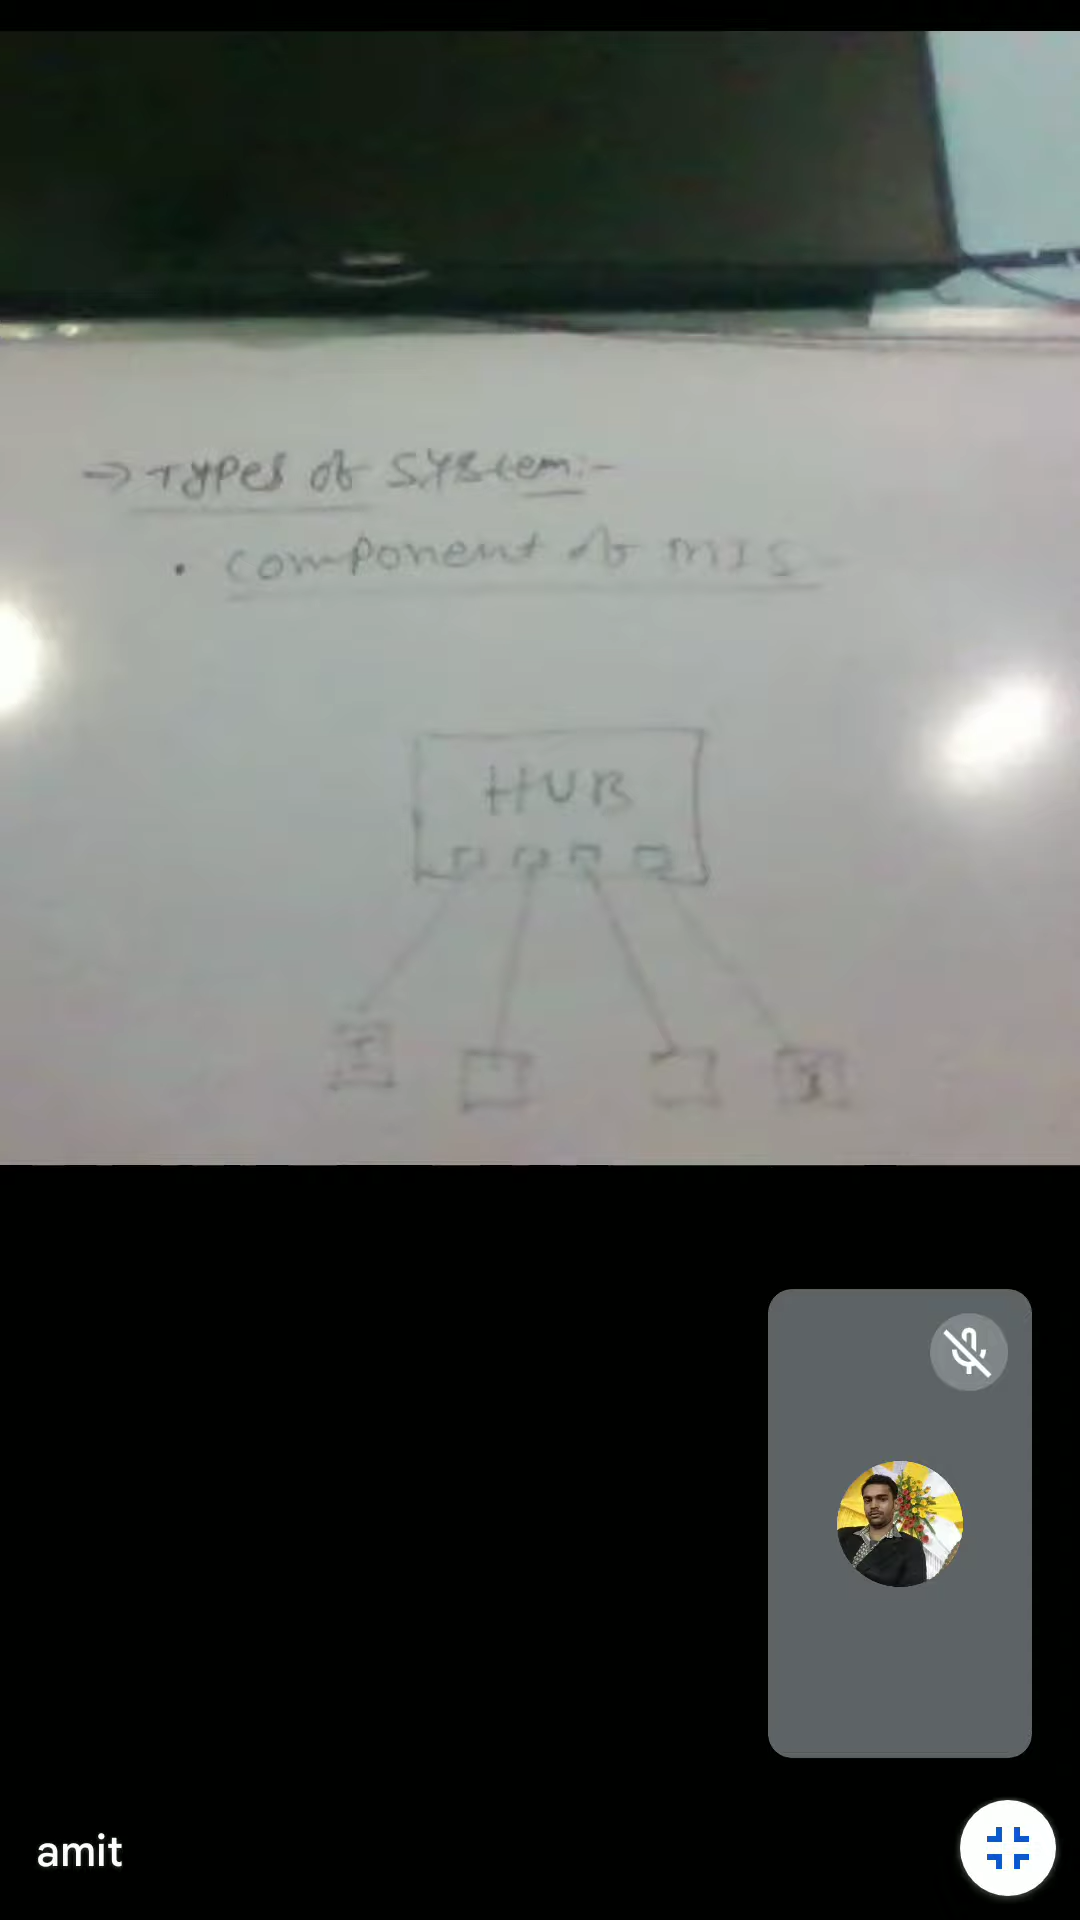 → Types of System:-
• Component of MIS -
HUB
amit